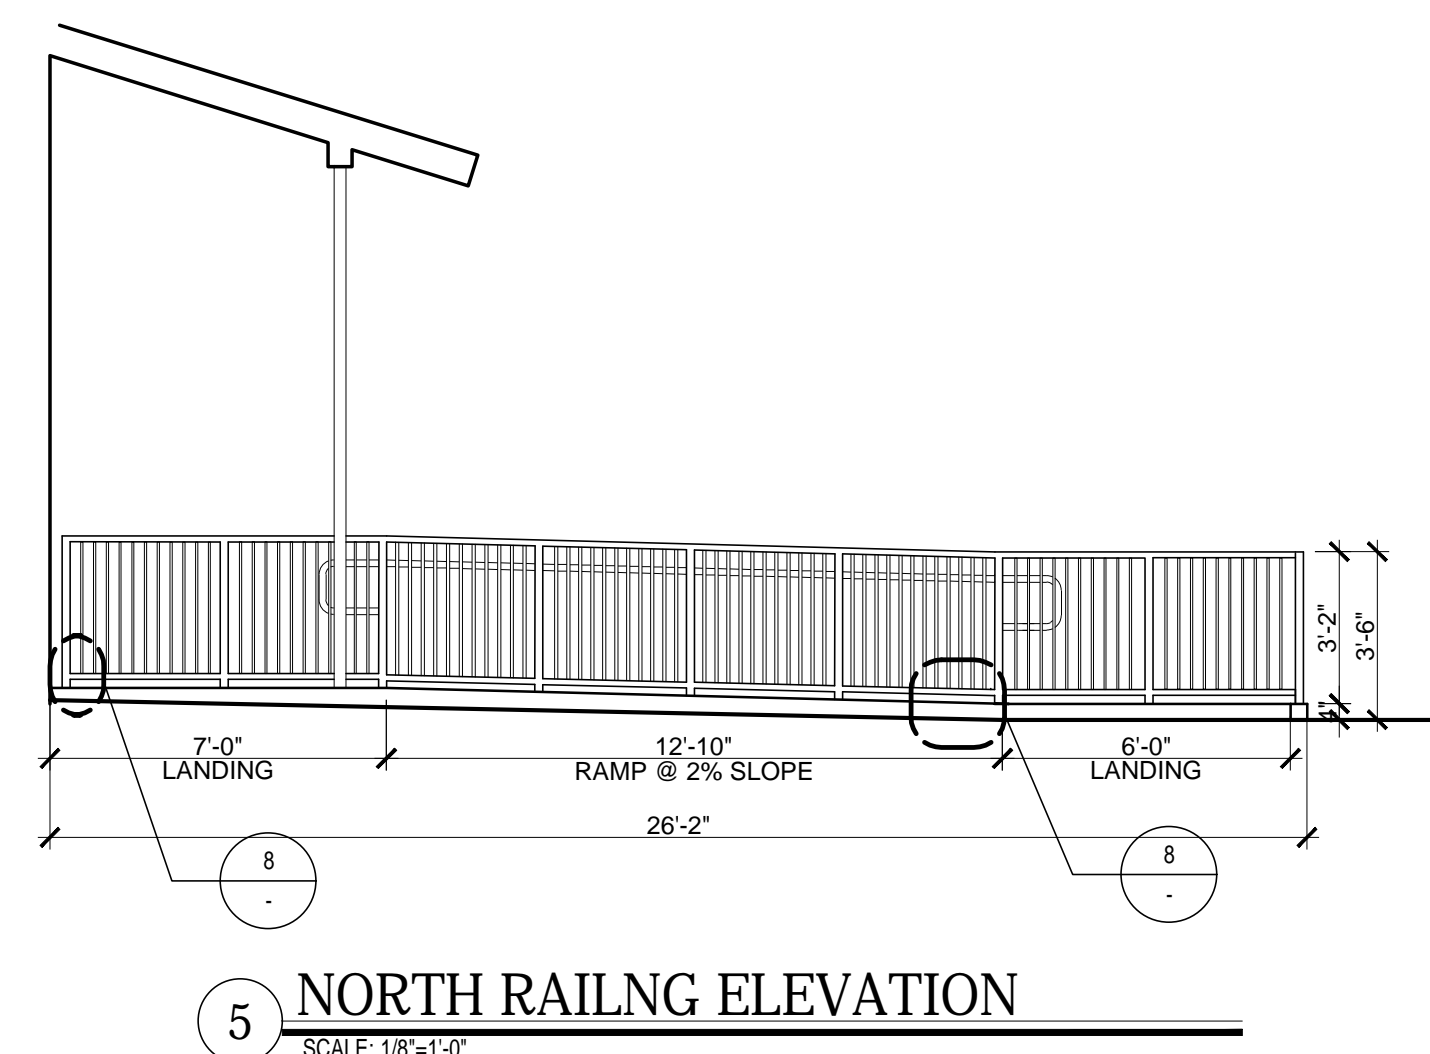 3'-2"
3'-6"
4"
7'-0"
LANDING
12'-10"
RAMP @ 2% SLOPE
6'-0"
LANDING
26'-2"
8
-
8
-
5
NORTH RAILNG ELEVATION
SCALE: 1/8"=1'-0"